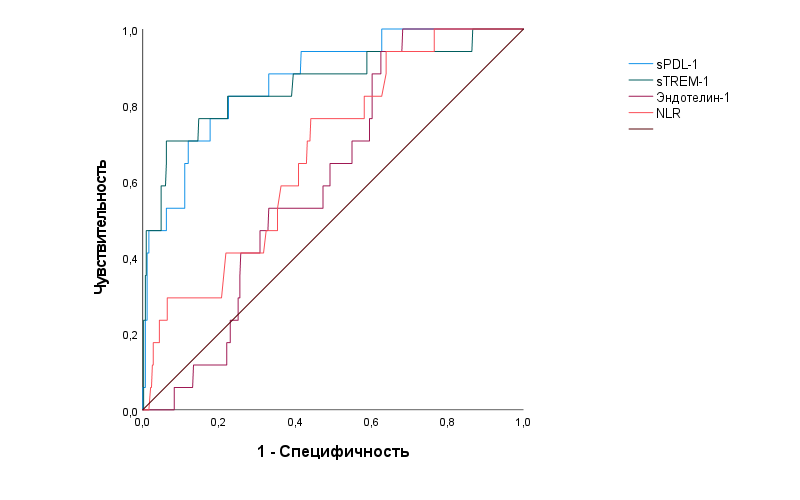 1,0
0,8
0,6
0,4
0,2
0,0
Чувствительность
0,0 0,2 0,4 0,6 0,8 1,0
1 - Специфичность
sPDL-1
sTREM-1
Эндотелин-1
NLR